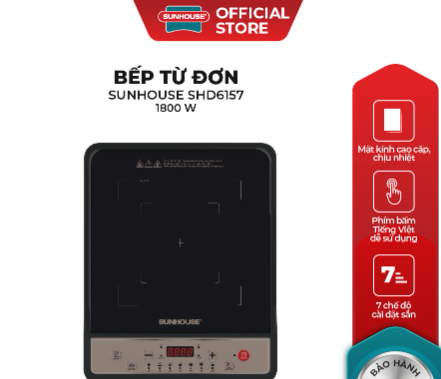 SUNHOUSE
OFFICIAL
STORE
BẾP TỪ ĐƠN
SUNHOUSE SHD6157
1800 W
Mặt kính cao cấp,
chịu nhiệt
Phím bấm
Tiếng Việt
dễ sử dụng
7
7 chế độ
cài đặt sẵn
SUNHOUSE
BẢO HÀNH